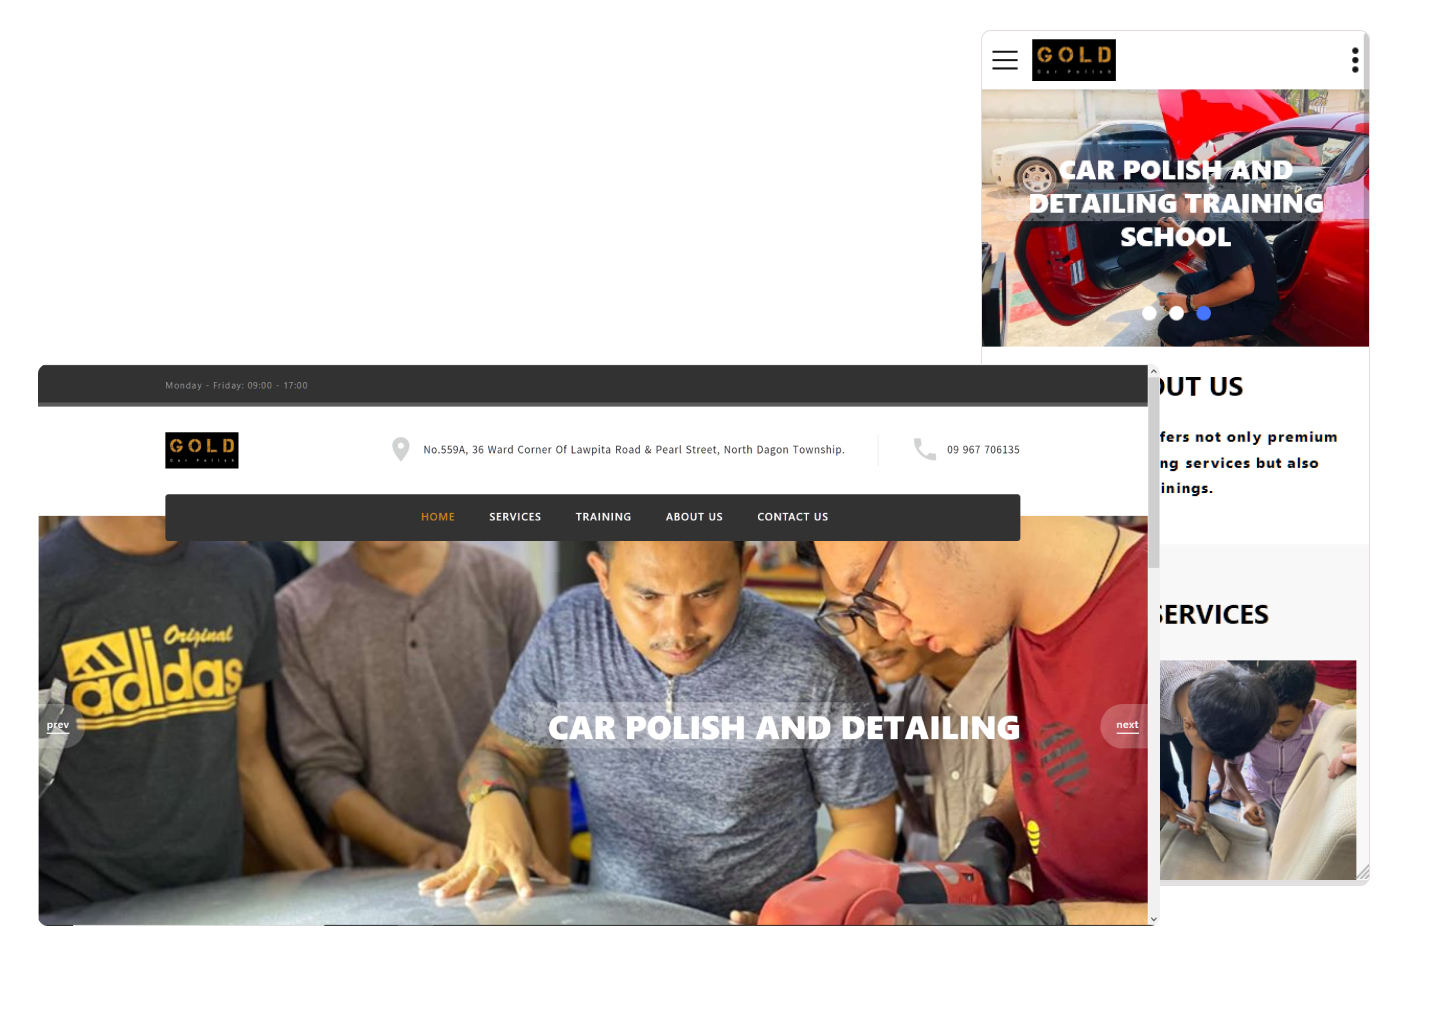 GOLD
Car Polish
CAR POLISH AND
DETAILING TRAINING
SCHOOL
OUT US
fers not only premium
ng services but also
inings.
SERVICES
Monday - Friday: 09:00 - 17:00
GOLD
Car Polish
No.559A, 36 Ward Corner Of Lawpita Road & Pearl Street, North Dagon Township.
09 967 706135
HOME SERVICES TRAINING ABOUT US CONTACT US
Original
adidas
prev
CAR POLISH AND DETAILING
next